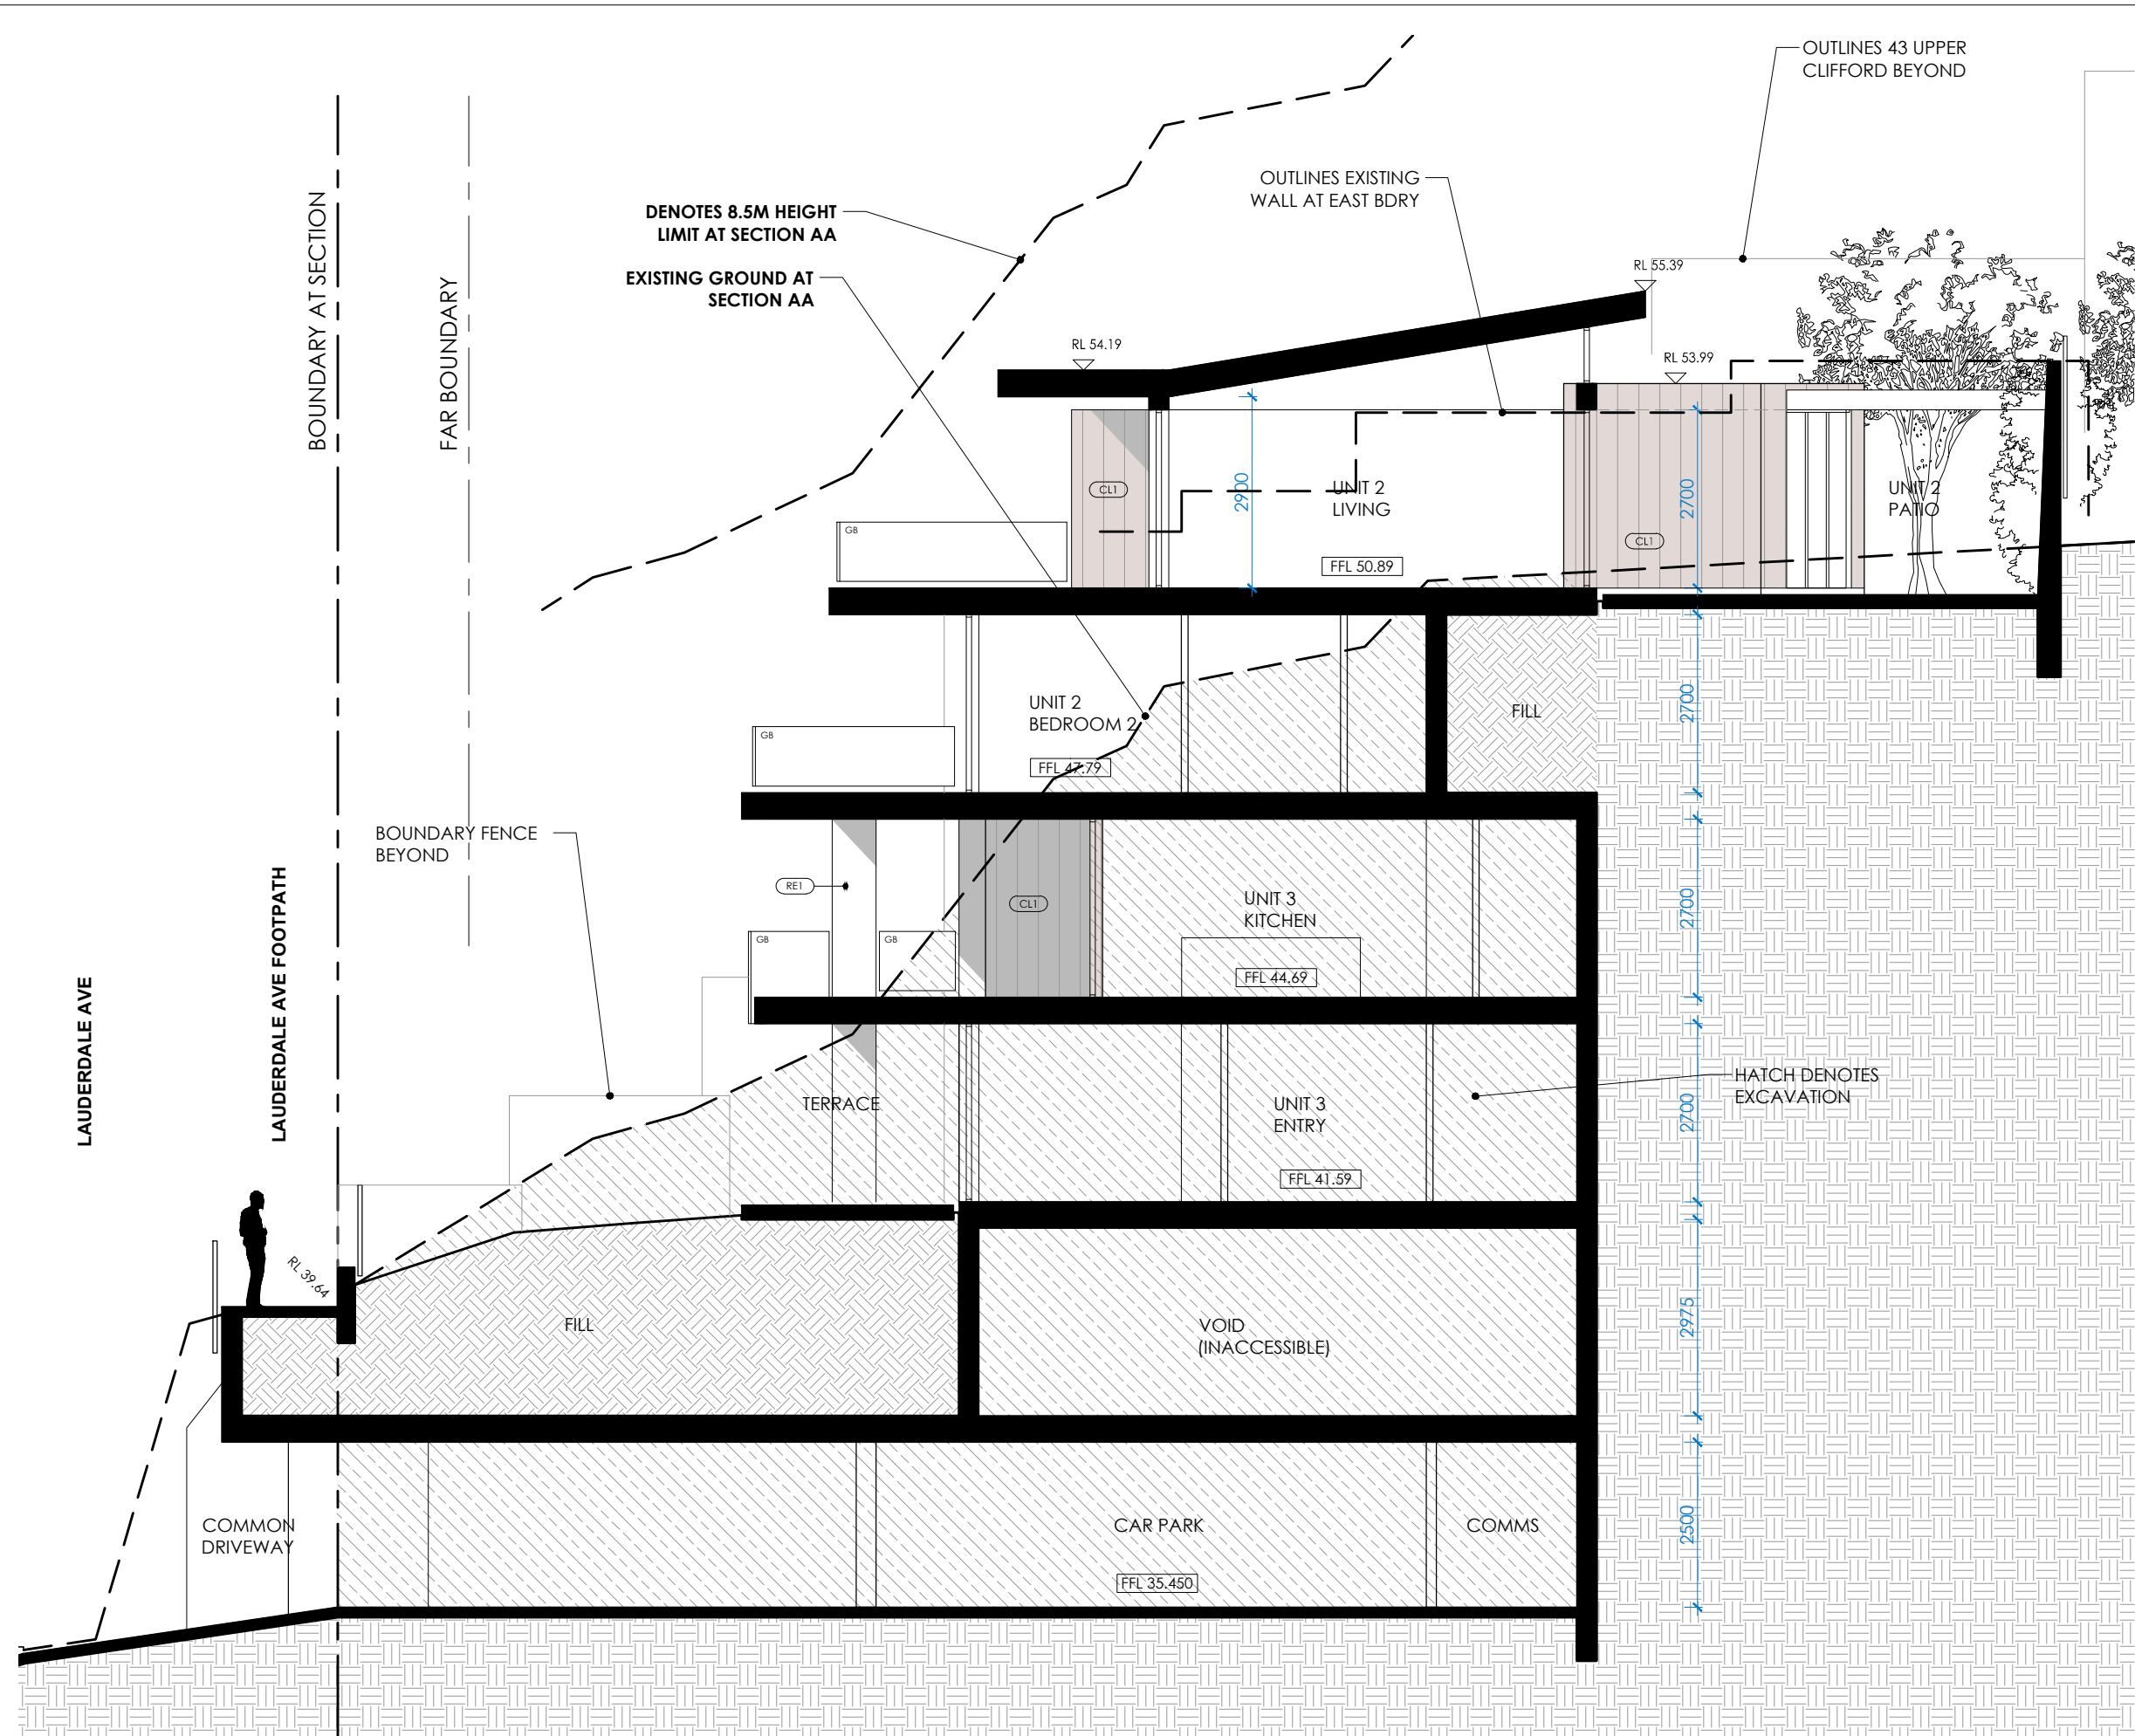 OUTLINES 43 UPPER
CLIFFORD BEYOND
OUTLINES EXISTING
WALL AT EAST BDRY
BOUNDARY AT SECTION
FAR BOUNDARY
DENOTES 8.5M HEIGHT
LIMIT AT SECTION AA
EXISTING GROUND AT
SECTION AA
RL 55.39
RL 54.19
RL 53.99
CL1
2900
UNIT 2
LIVING
2700
UNIT 2
PATIO
GB
CL1
FFL 50.89
UNIT 2
BEDROOM 2
FILL
2700
GB
FFL 47.79
BOUNDARY FENCE
BEYOND
RE1
CL1
UNIT 3
KITCHEN
2700
GB
GB
FFL 44.69
LAUDERDALE AVE
LAUDERDALE AVE FOOTPATH
TERRACE
UNIT 3
ENTRY
2700
HATCH DENOTES
EXCAVATION
FFL 41.59
RL 39.64
FILL
VOID
(INACCESSIBLE)
2975
COMMON
DRIVEWAY
CAR PARK
COMMS
2500
FFL 35.450